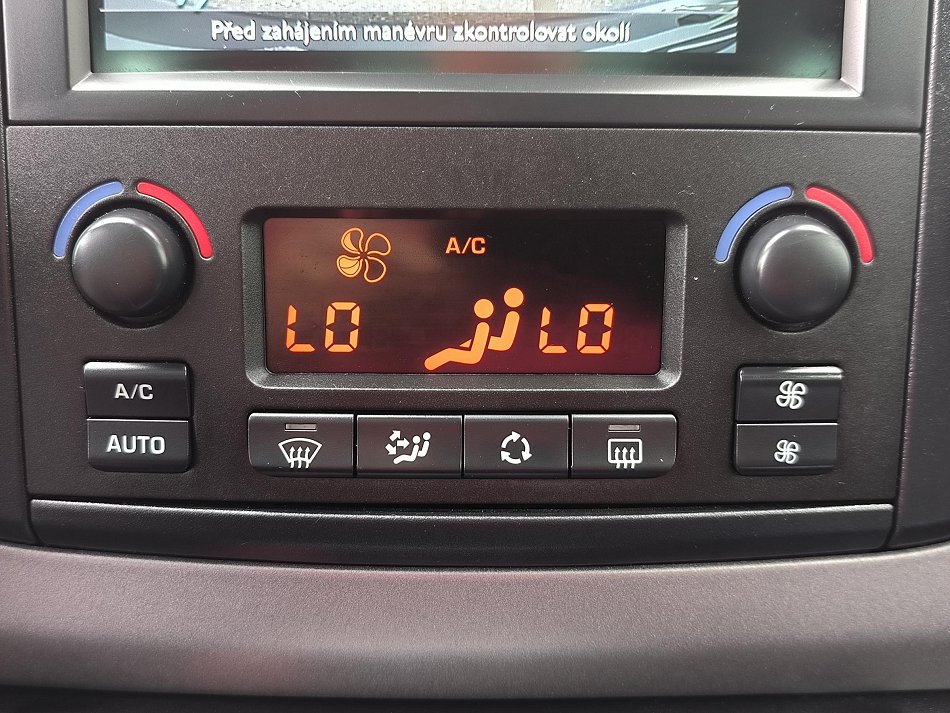 Před zahájením manévru zkontrolovat okolí
A/C
LO LO
A/C
AUTO